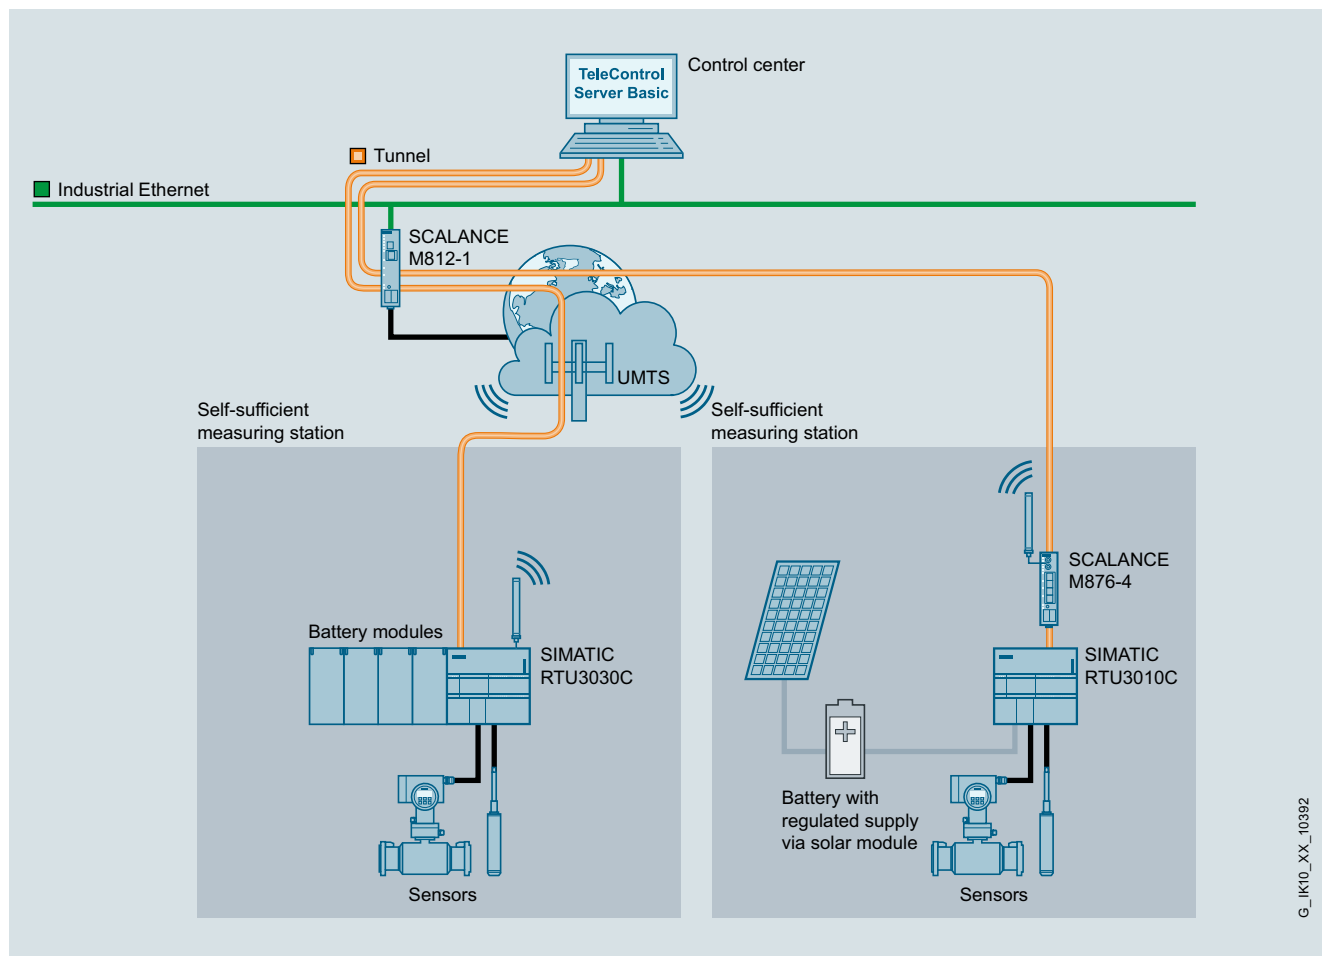 TeleControl
Server Basic
Control center
Tunnel
Industrial Ethernet
SCALANCE
M812-1
UMTS
Self-sufficient
measuring station
Self-sufficient
measuring station
SCALANCE
M876-4
Battery modules
SIMATIC
RTU3030C
SIMATIC
RTU3010C
Battery with
regulated supply
via solar module
Sensors
Sensors
G_IK10_XX_10392